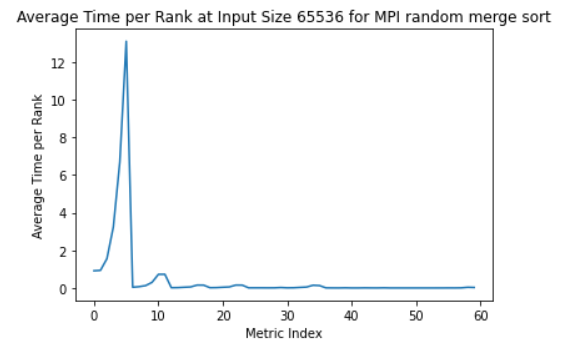 Average Time per Rank at Input Size 65536 for MPI random merge sort
Average Time per Rank
12
10
8
6
4
2
0
0 10 20 30 40 50 60
Metric Index